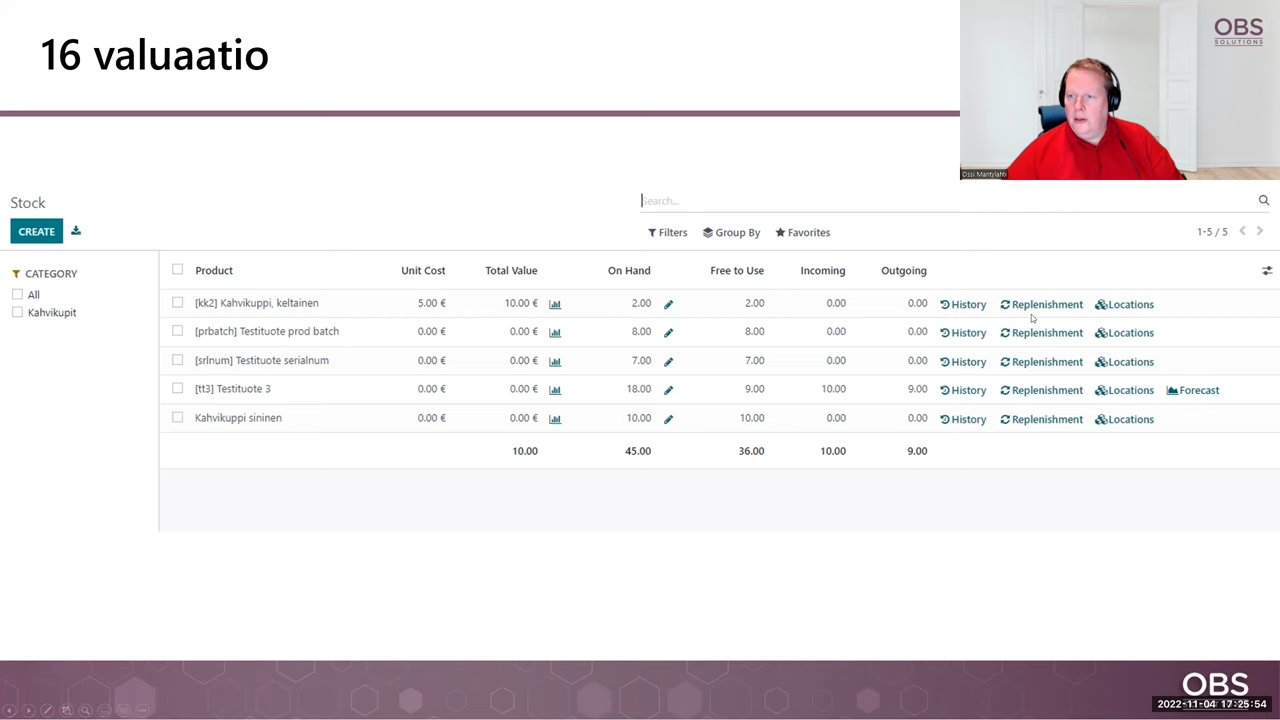 16 valuaatio
OBS
SOLUTIONS
Ossi Mäntylahti
Stock
Search...
CREATE
Filters Group By Favorites
1-5 / 5
CATEGORY
All
Kahvikupit
Product Unit Cost Total Value On Hand Free to Use Incoming Outgoing
[kk2] Kahvikuppi, keltainen 5.00 € 10.00 € 2.00 2.00 0.00 0.00 History Replenishment Locations
[prbatch] Testituote prod batch 0.00 € 0.00 € 8.00 8.00 0.00 0.00 History Replenishment Locations
[srlnum] Testituote serialnum 0.00 € 0.00 € 7.00 7.00 0.00 0.00 History Replenishment Locations
[tt3] Testituote 3 0.00 € 0.00 € 18.00 9.00 10.00 9.00 History Replenishment Locations Forecast
Kahvikuppi sininen 0.00 € 0.00 € 10.00 10.00 0.00 0.00 History Replenishment Locations
10.00 45.00 36.00 10.00 9.00
OBS
2022-11-04 17:25:54